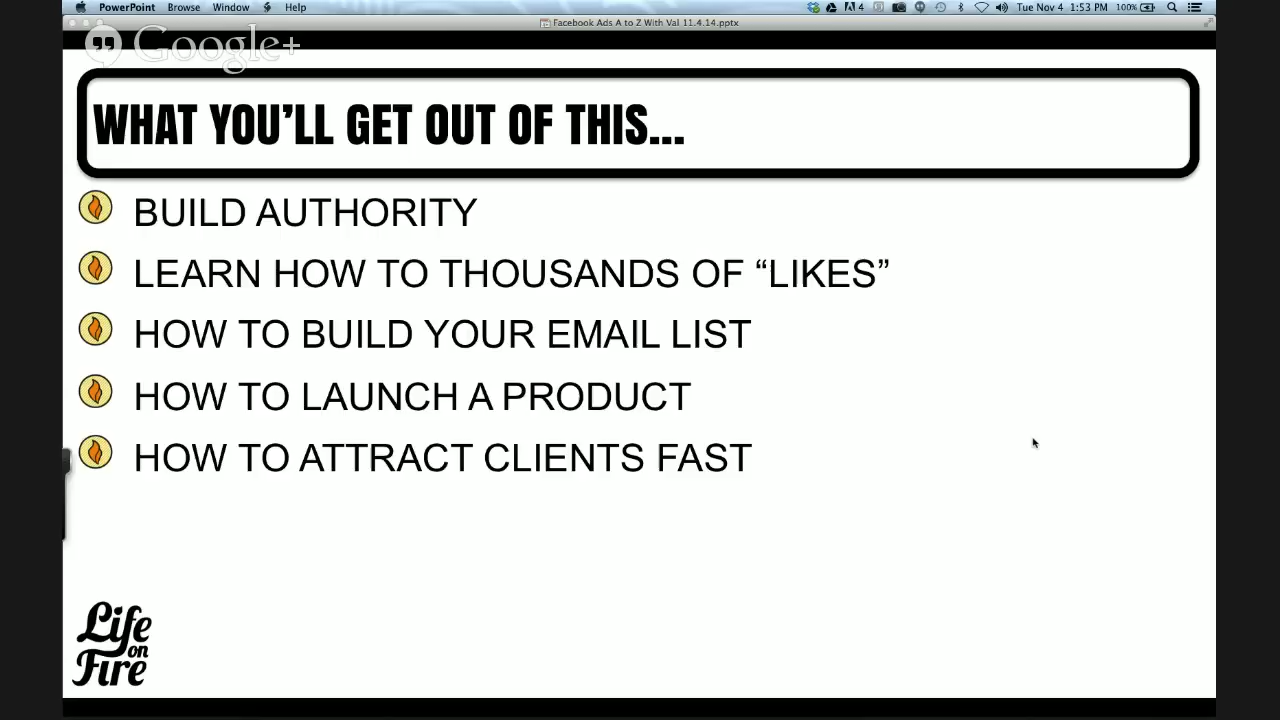 PowerPoint Browse Window Help
4 Tue Nov 4 1:53 PM 100%
Facebook Ads A to Z With Val 11.4.14.pptx
Google+
WHAT YOU’LL GET OUT OF THIS...
BUILD AUTHORITY
LEARN HOW TO THOUSANDS OF “LIKES”
HOW TO BUILD YOUR EMAIL LIST
HOW TO LAUNCH A PRODUCT
HOW TO ATTRACT CLIENTS FAST
Life
on
Fire